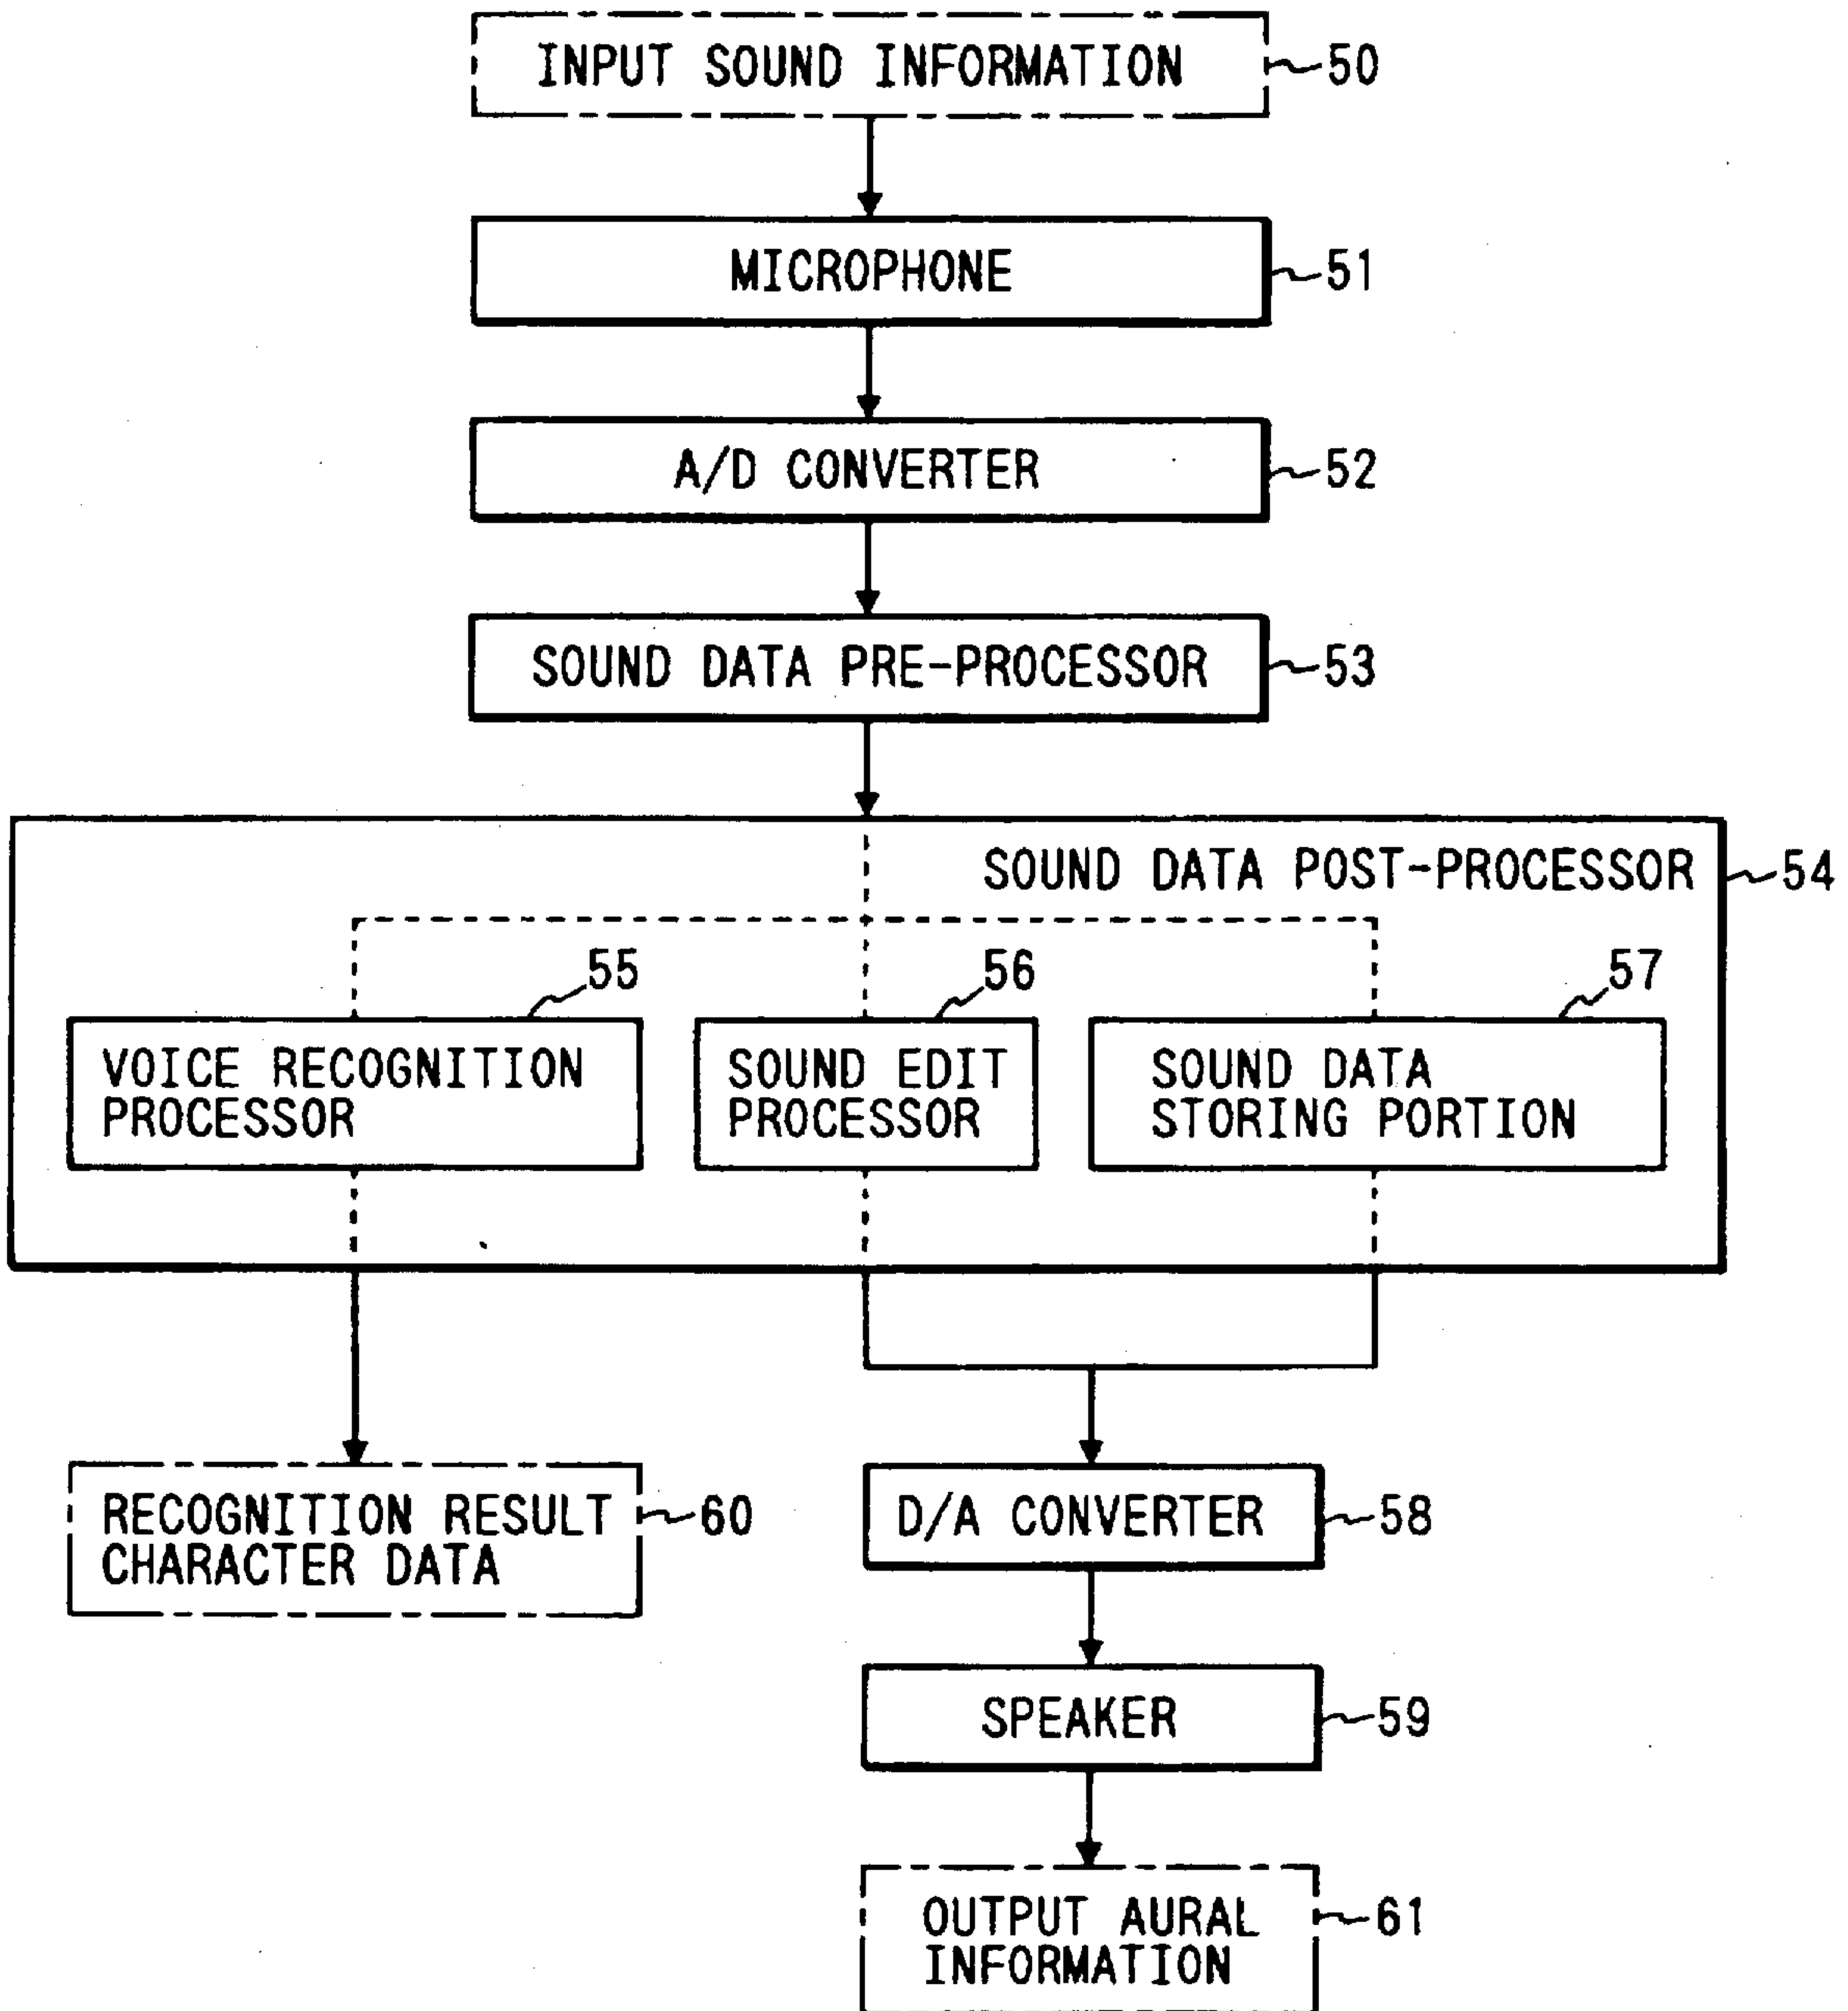 INPUT SOUND INFORMATION
50
MICROPHONE
51
A/D CONVERTER
52
SOUND DATA PRE-PROCESSOR
53
SOUND DATA POST-PROCESSOR
54
55
56
57
VOICE RECOGNITION
PROCESSOR
SOUND EDIT
PROCESSOR
SOUND DATA
STORING PORTION
RECOGNITION RESULT
CHARACTER DATA
60
D/A CONVERTER
58
SPEAKER
59
OUTPUT AURAL
INFORMATION
61